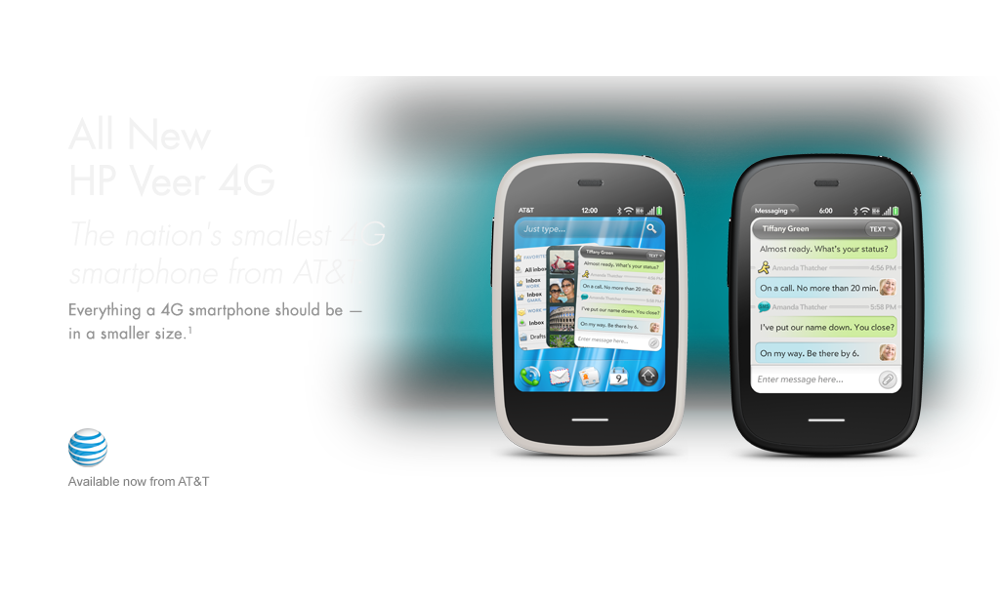 All New
HP Veer 4G
The nation's smallest 4G
smartphone from AT&T
Everything a 4G smartphone should be —
in a smaller size.¹
Available now from AT&T
AT&T
12:00
Just type...
FAVORITES
All Inbox
Inbox
WORK
Inbox
GMAIL
WORK
Inbox
Drafts
Tiffany Green
TEXT
Almost ready. What's your status?
Amanda Thatcher
On a call. No more than 20 min.
I've put our name down. You close?
On my way. Be there by 6.
Enter message here...
9
Messaging
6:00
Tiffany Green
TEXT
Almost ready. What's your status?
Amanda Thatcher 4:56 PM
On a call. No more than 20 min.
Amanda Thatcher 5:58 PM
I've put our name down. You close?
On my way. Be there by 6.
Enter message here...